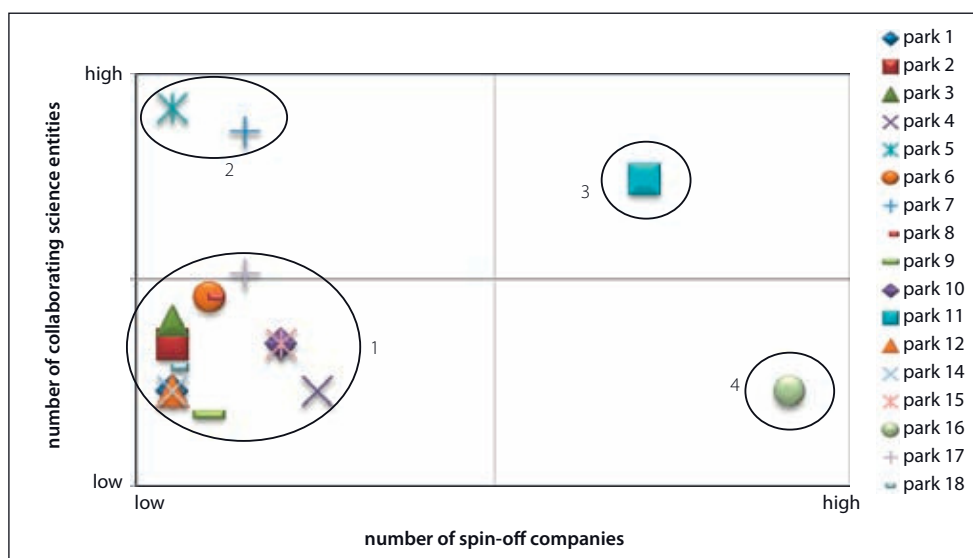 high
number of collaborating science entities
low
low
high
number of spin-off companies
2
3
1
4
park 1
park 2
park 3
park 4
park 5
park 6
park 7
park 8
park 9
park 10
park 11
park 12
park 14
park 15
park 16
park 17
park 18